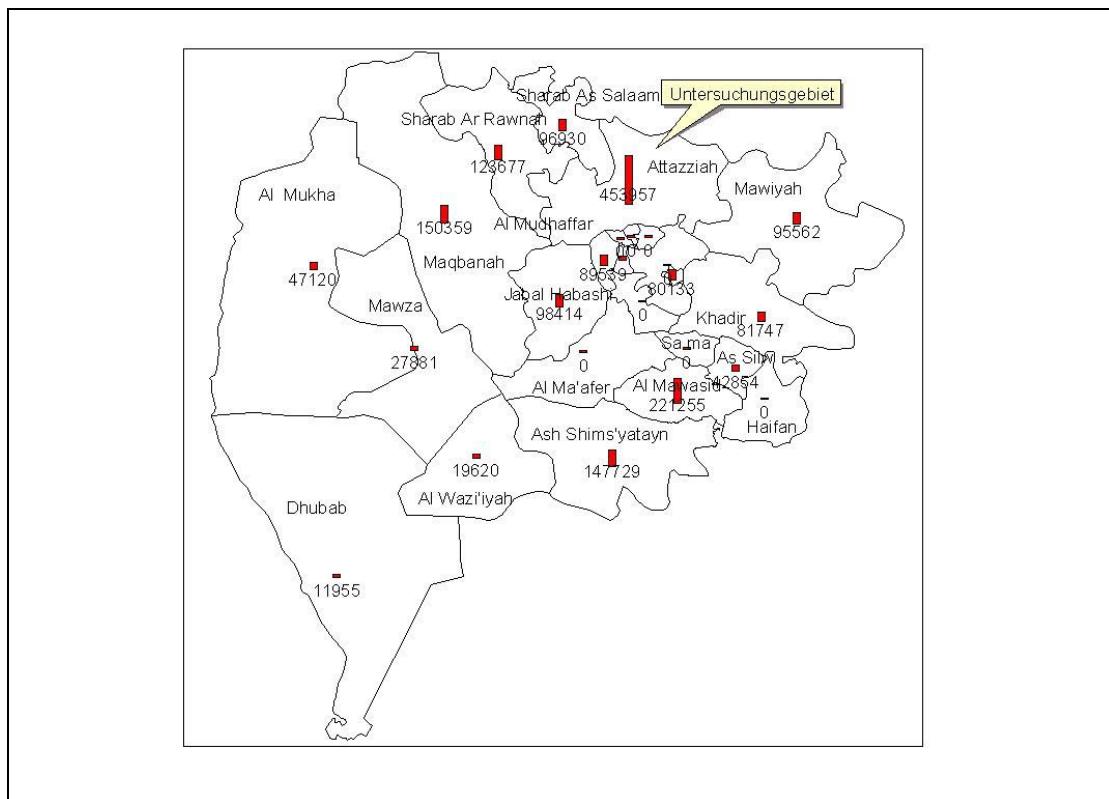 Sharab As Salaam
Untersuchungsgebiet
Sharab Ar Rawnah
96930
123677
Attazziah
453957
Mawiyah
95562
Al Mukha
150359
Al Mudhaffar
47120
Maqbanah
89539
0
80133
Jabal Habashi
98414
0
Khadir
81747
Mawza
27881
Sama
0
As Silw
42854
0
Al Ma'afer
Al Mawasid
221255
0
Haifan
Ash Shims'yatayn
147729
19620
Al Wazi'iyah
Dhubab
11955